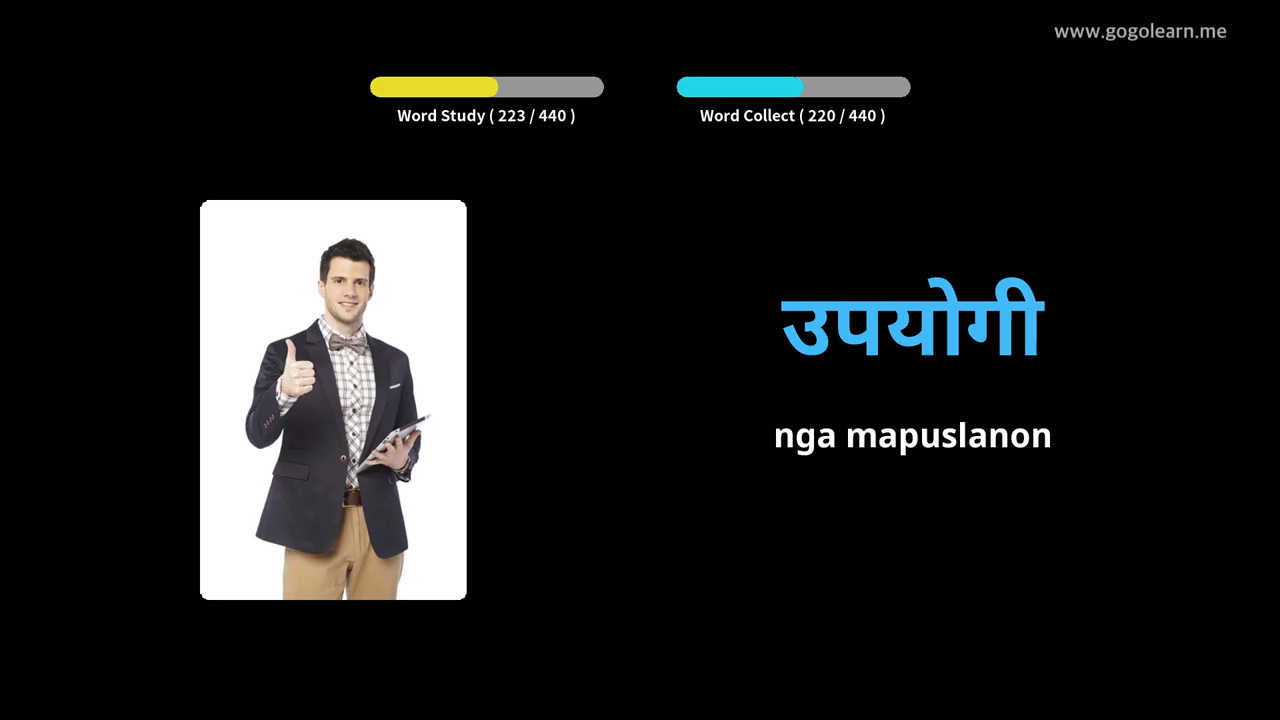 www.gogolearn.me
Word Study ( 223 / 440 )
Word Collect ( 220 / 440 )
उपयोगी
nga mapuslanon